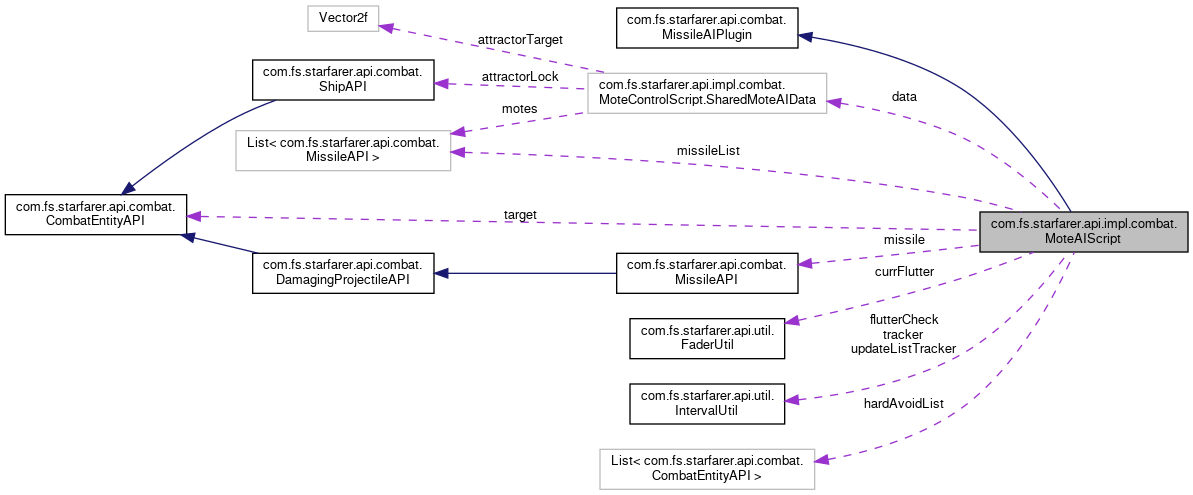 Vector2f
com.fs.starfarer.api.combat.
MissileAIPlugin
attractorTarget
com.fs.starfarer.api.combat.
ShipAPI
attractorLock
com.fs.starfarer.api.impl.combat.
MoteControlScript.SharedMoteAIData
data
motes
List< com.fs.starfarer.api.combat.
MissileAPI >
missileList
com.fs.starfarer.api.combat.
CombatEntityAPI
target
com.fs.starfarer.api.impl.combat.
MoteAIScript
missile
com.fs.starfarer.api.combat.
DamagingProjectileAPI
com.fs.starfarer.api.combat.
MissileAPI
currFlutter
com.fs.starfarer.api.util.
FaderUtil
flutterCheck
tracker
updateListTracker
com.fs.starfarer.api.util.
IntervalUtil
hardAvoidList
List< com.fs.starfarer.api.combat.
CombatEntityAPI >